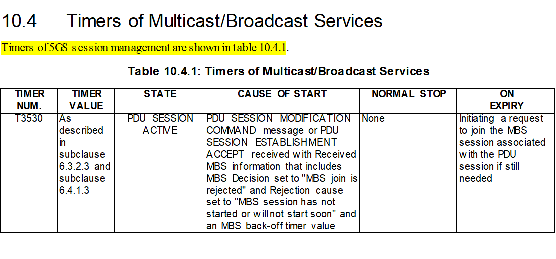 10.4 Timers of Multicast/Broadcast Services
Timers of 5GS session management are shown in table 10.4.1.
Table 10.4.1: Timers of Multicast/Broadcast Services
TIMER NUM. TIMER VALUE STATE CAUSE OF START NORMAL STOP ON EXPIRY
T3530 As described in subclause 6.3.2.3 and subclause 6.4.1.3 PDU SESSION ACTIVE PDU SESSION MODIFICATION COMMAND message or PDU SESSION ESTABLISHMENT ACCEPT received with Received MBS information that includes MBS Decision set to "MBS join is rejected" and Rejection cause set to "MBS session has not started or will not start soon" and an MBS back-off timer value None Initiating a request to join the MBS session associated with the PDU session if still needed